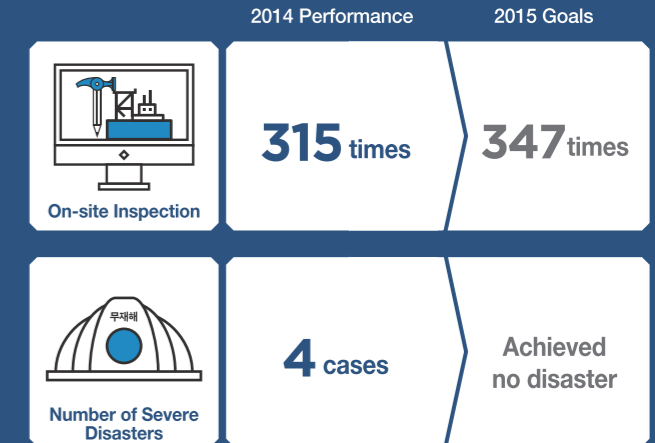 2014 Performance 2015 Goals
315 times 347 times
On-site Inspection
무재해
4 cases Achieved
no disaster
Number of Severe
Disasters